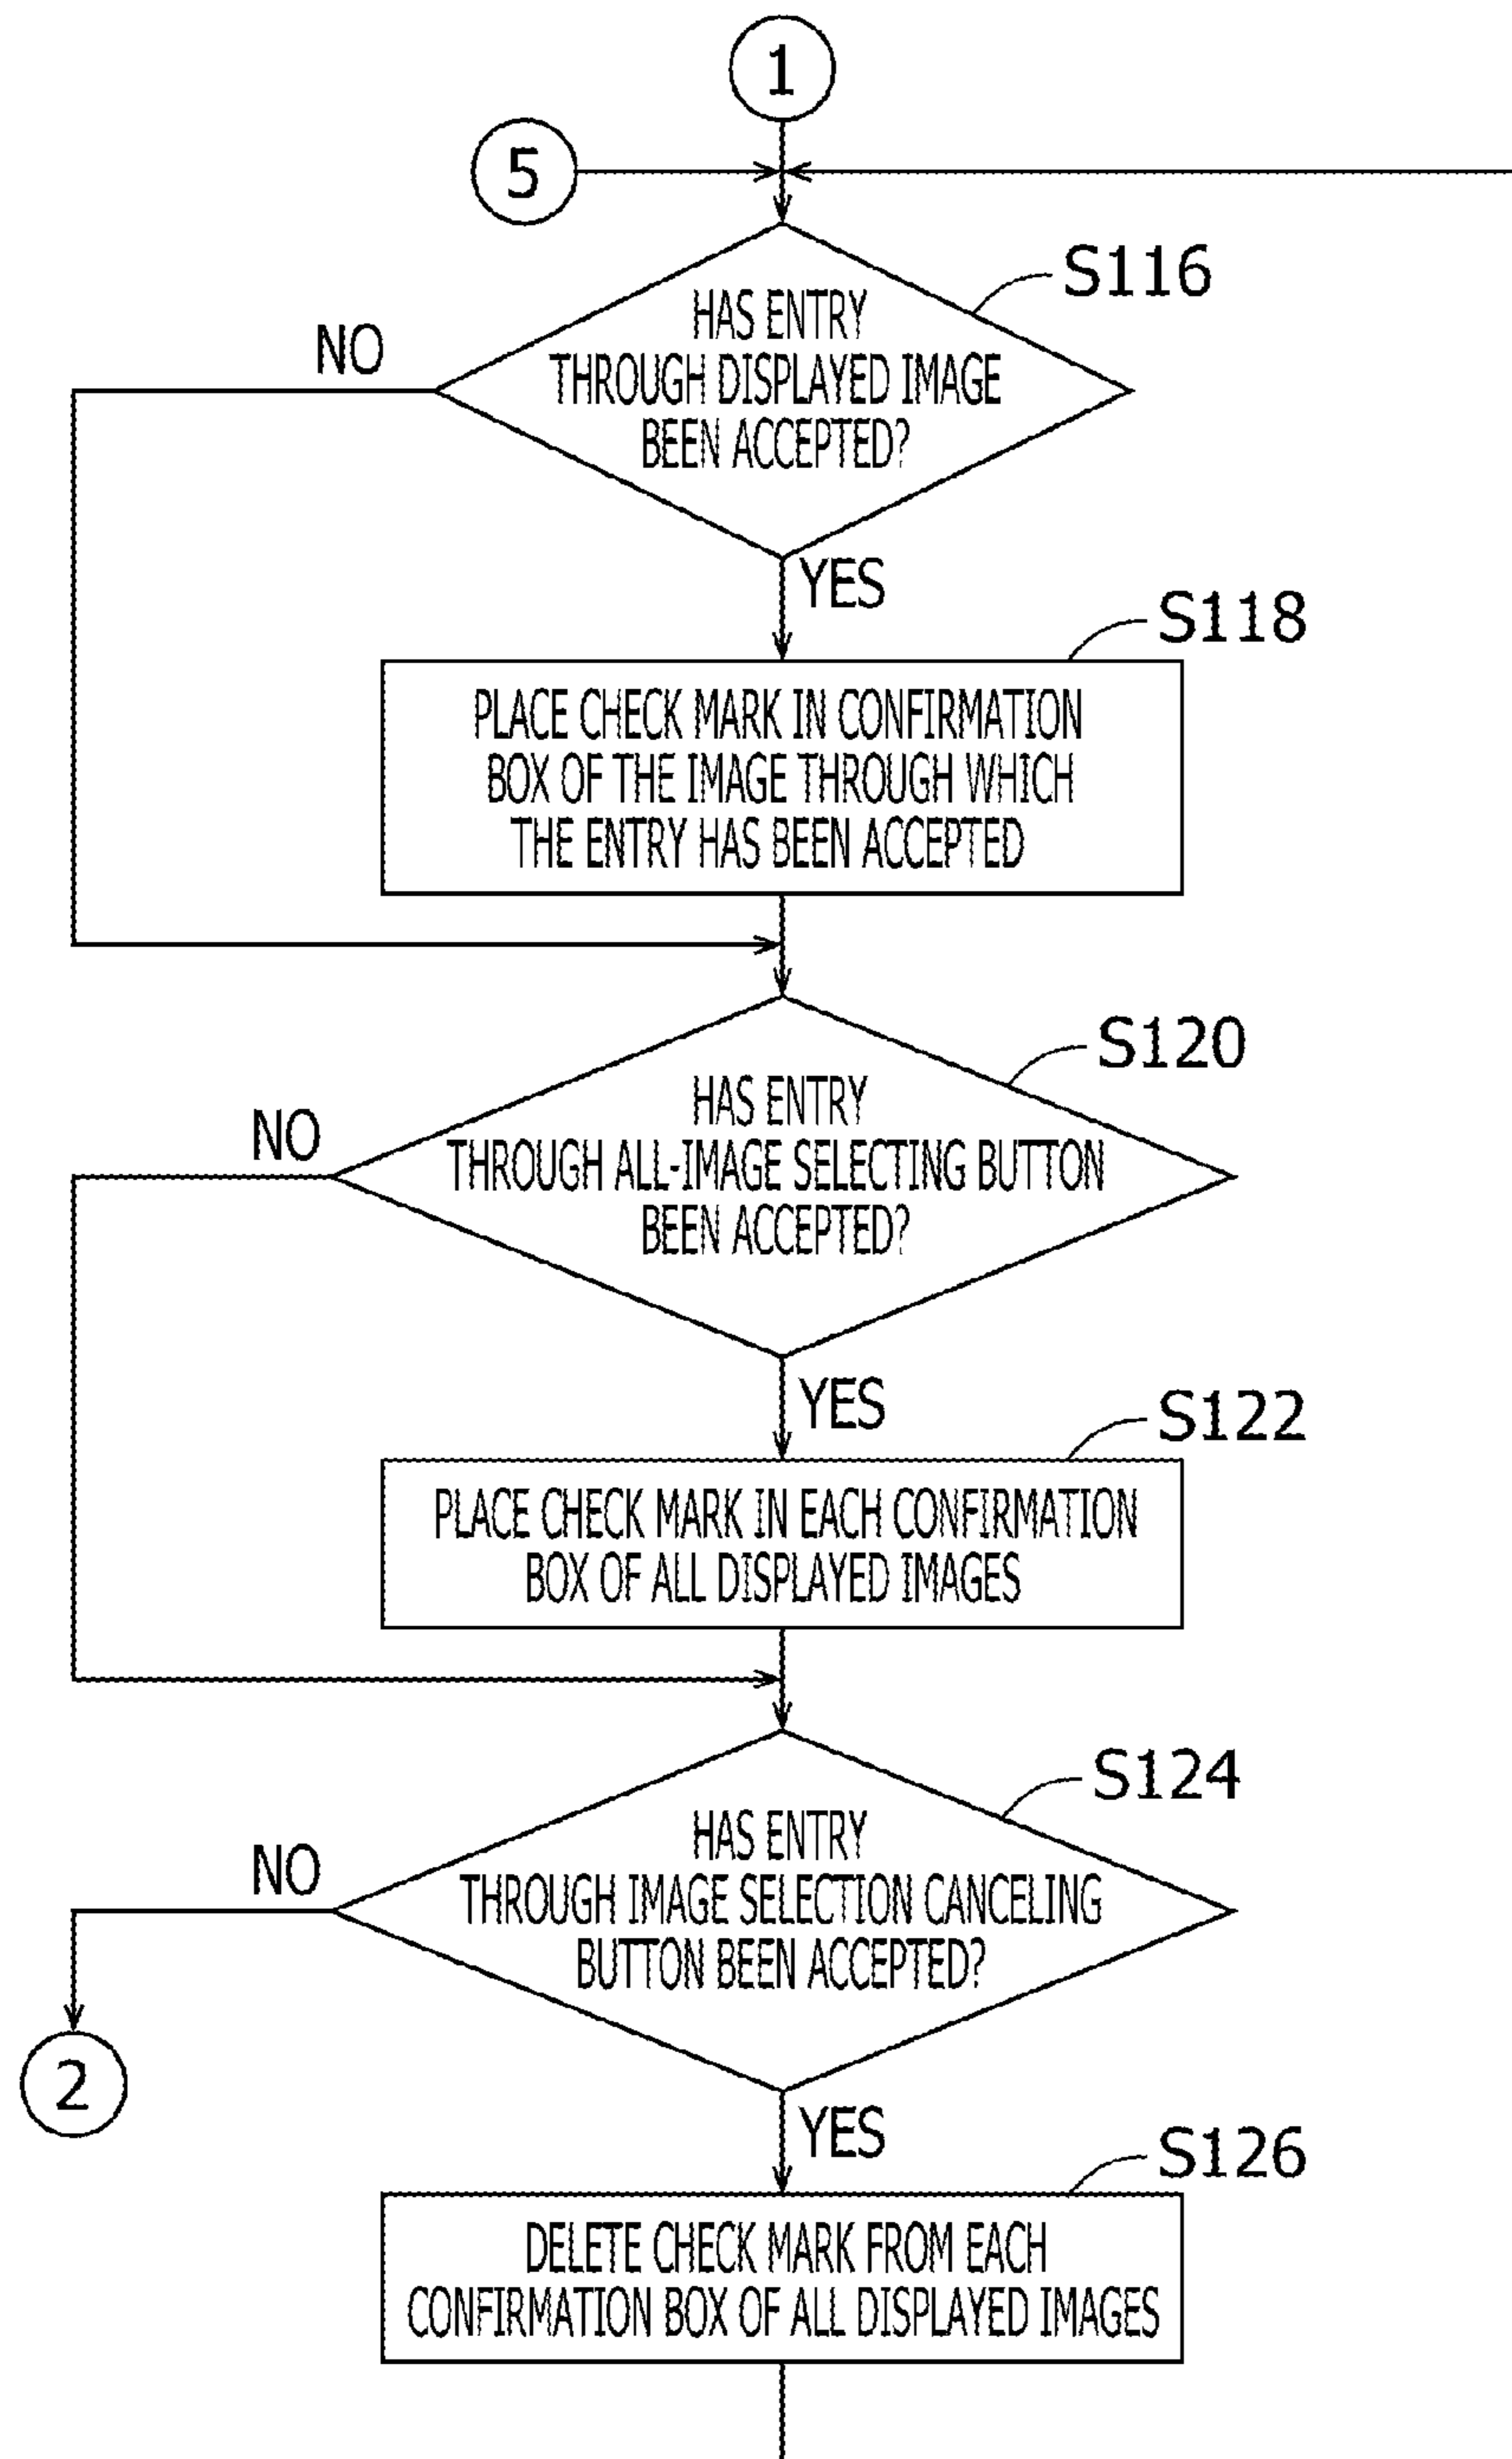 1
5
S116
HAS ENTRY
THROUGH DISPLAYED IMAGE
BEEN ACCEPTED?
NO
YES
S118
PLACE CHECK MARK IN CONFIRMATION
BOX OF THE IMAGE THROUGH WHICH
THE ENTRY HAS BEEN ACCEPTED
S120
HAS ENTRY
THROUGH ALL-IMAGE SELECTING BUTTON
BEEN ACCEPTED?
NO
YES
S122
PLACE CHECK MARK IN EACH CONFIRMATION
BOX OF ALL DISPLAYED IMAGES
S124
HAS ENTRY
THROUGH IMAGE SELECTION CANCELING
BUTTON BEEN ACCEPTED?
NO
2
YES
S126
DELETE CHECK MARK FROM EACH
CONFIRMATION BOX OF ALL DISPLAYED IMAGES